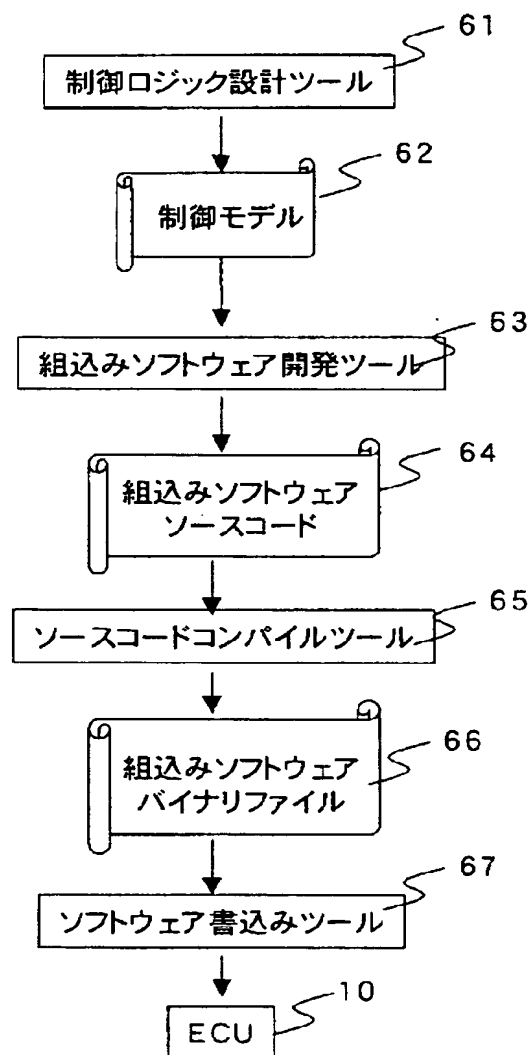 61
制御ロジック設計ツール
62
制御モデル
63
組込みソフトウェア開発ツール
64
組込みソフトウェア
ソースコード
65
ソースコードコンパイルツール
66
組込みソフトウェア
バイナリファイル
67
ソフトウェア書込みツール
10
ECU